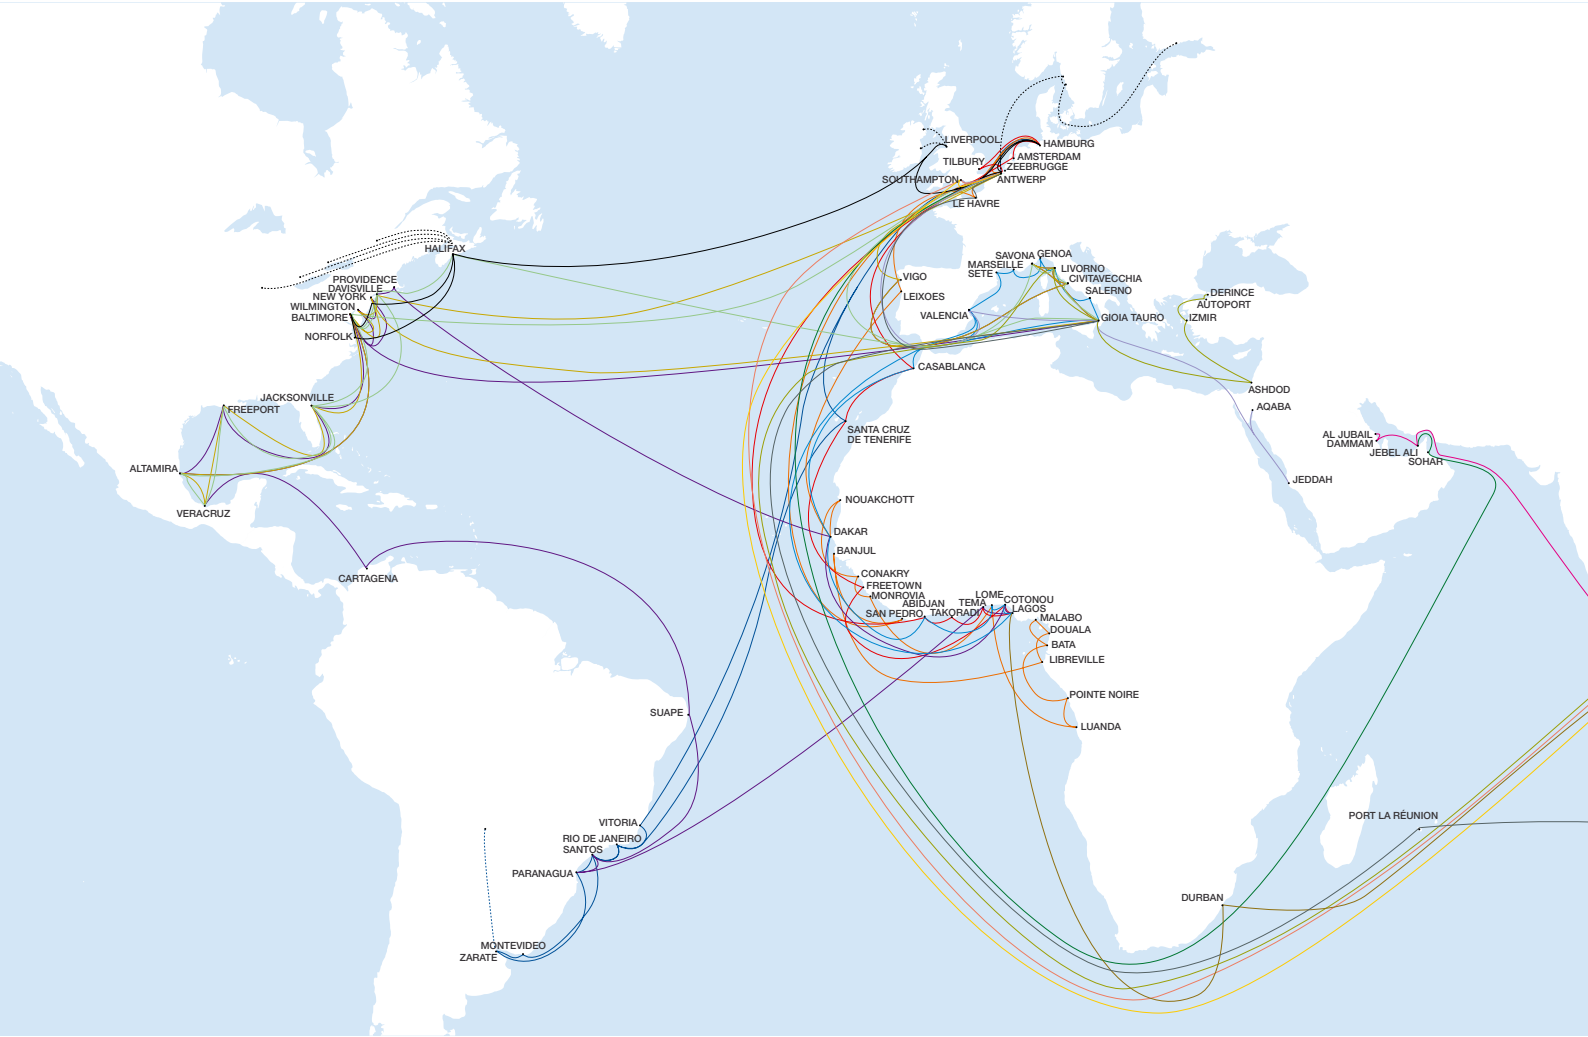 LIVERPOOL
HAMBURG
TILBURY
AMSTERDAM
ZEEBRUGGE
SOUTHAMPTON
ANTWERP
LE HAVRE
HALIFAX
PROVIDENCE
DAVISVILLE
NEW YORK
WILMINGTON
BALTIMORE
NORFOLK
SAVONA
GENOA
MARSEILLE
SETE
LIVORNO
CIVITAVECCHIA
SALERNO
VIGO
LEIXOES
VALENCIA
GIOIA TAURO
DERINCE
AUTOPORT
IZMIR
CASABLANCA
ASHDOD
AQABA
JACKSONVILLE
FREEPORT
SANTA CRUZ
DE TENERIFE
AL JUBAIL
DAMMAM
JEBEL ALI
SOHAR
JEDDAH
ALTAMIRA
VERACRUZ
NOUAKCHOTT
DAKAR
BANJUL
CARTAGENA
CONAKRY
FREETOWN
MONROVIA
ABIDJAN
SAN PEDRO
TAKORADI
TEMA
LOME
COTONOU
LAGOS
MALABO
DOUALA
BATA
LIBREVILLE
POINTE NOIRE
LUANDA
SUAPE
VITORIA
RIO DE JANEIRO
SANTOS
PARANAGUA
MONTEVIDEO
ZARATE
PORT LA RÉUNION
DURBAN